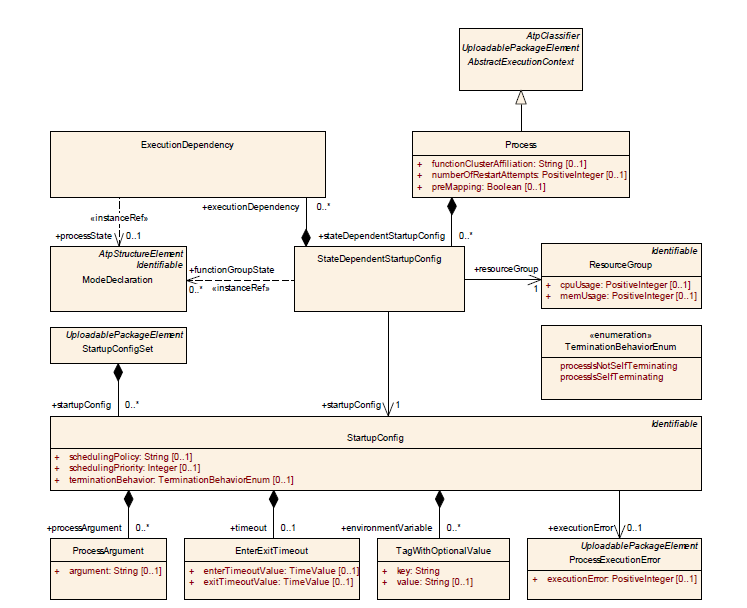 AtpClassifier
UploadablePackageElement
AbstractExecutionContext
ExecutionDependency
Process
+ functionClusterAffiliation: String [0..1]
+ numberOfRestartAttempts: PositiveInteger [0..1]
+ preMapping: Boolean [0..1]
+executionDependency 0..*
«instanceRef»
+processState 0..1
+stateDependentStartupConfig 0..*
AtpStructureElement
Identifiable
ModeDeclaration
+functionGroupState
0..* «instanceRef»
StateDependentStartupConfig
+resourceGroup
1
Identifiable
ResourceGroup
+ cpuUsage: PositiveInteger [0..1]
+ memUsage: PositiveInteger [0..1]
UploadablePackageElement
StartupConfigSet
«enumeration»
TerminationBehaviorEnum
processIsNotSelfTerminating
processIsSelfTerminating
+startupConfig 0..*
+startupConfig 1
Identifiable
StartupConfig
+ schedulingPolicy: String [0..1]
+ schedulingPriority: Integer [0..1]
+ terminationBehavior: TerminationBehaviorEnum [0..1]
+processArgument 0..*
+timeout 0..1
+environmentVariable 0..*
+executionError 0..1
ProcessArgument
+ argument: String [0..1]
EnterExitTimeout
+ enterTimeoutValue: TimeValue [0..1]
+ exitTimeoutValue: TimeValue [0..1]
TagWithOptionalValue
+ key: String
+ value: String [0..1]
UploadablePackageElement
ProcessExecutionError
+ executionError: PositiveInteger [0..1]